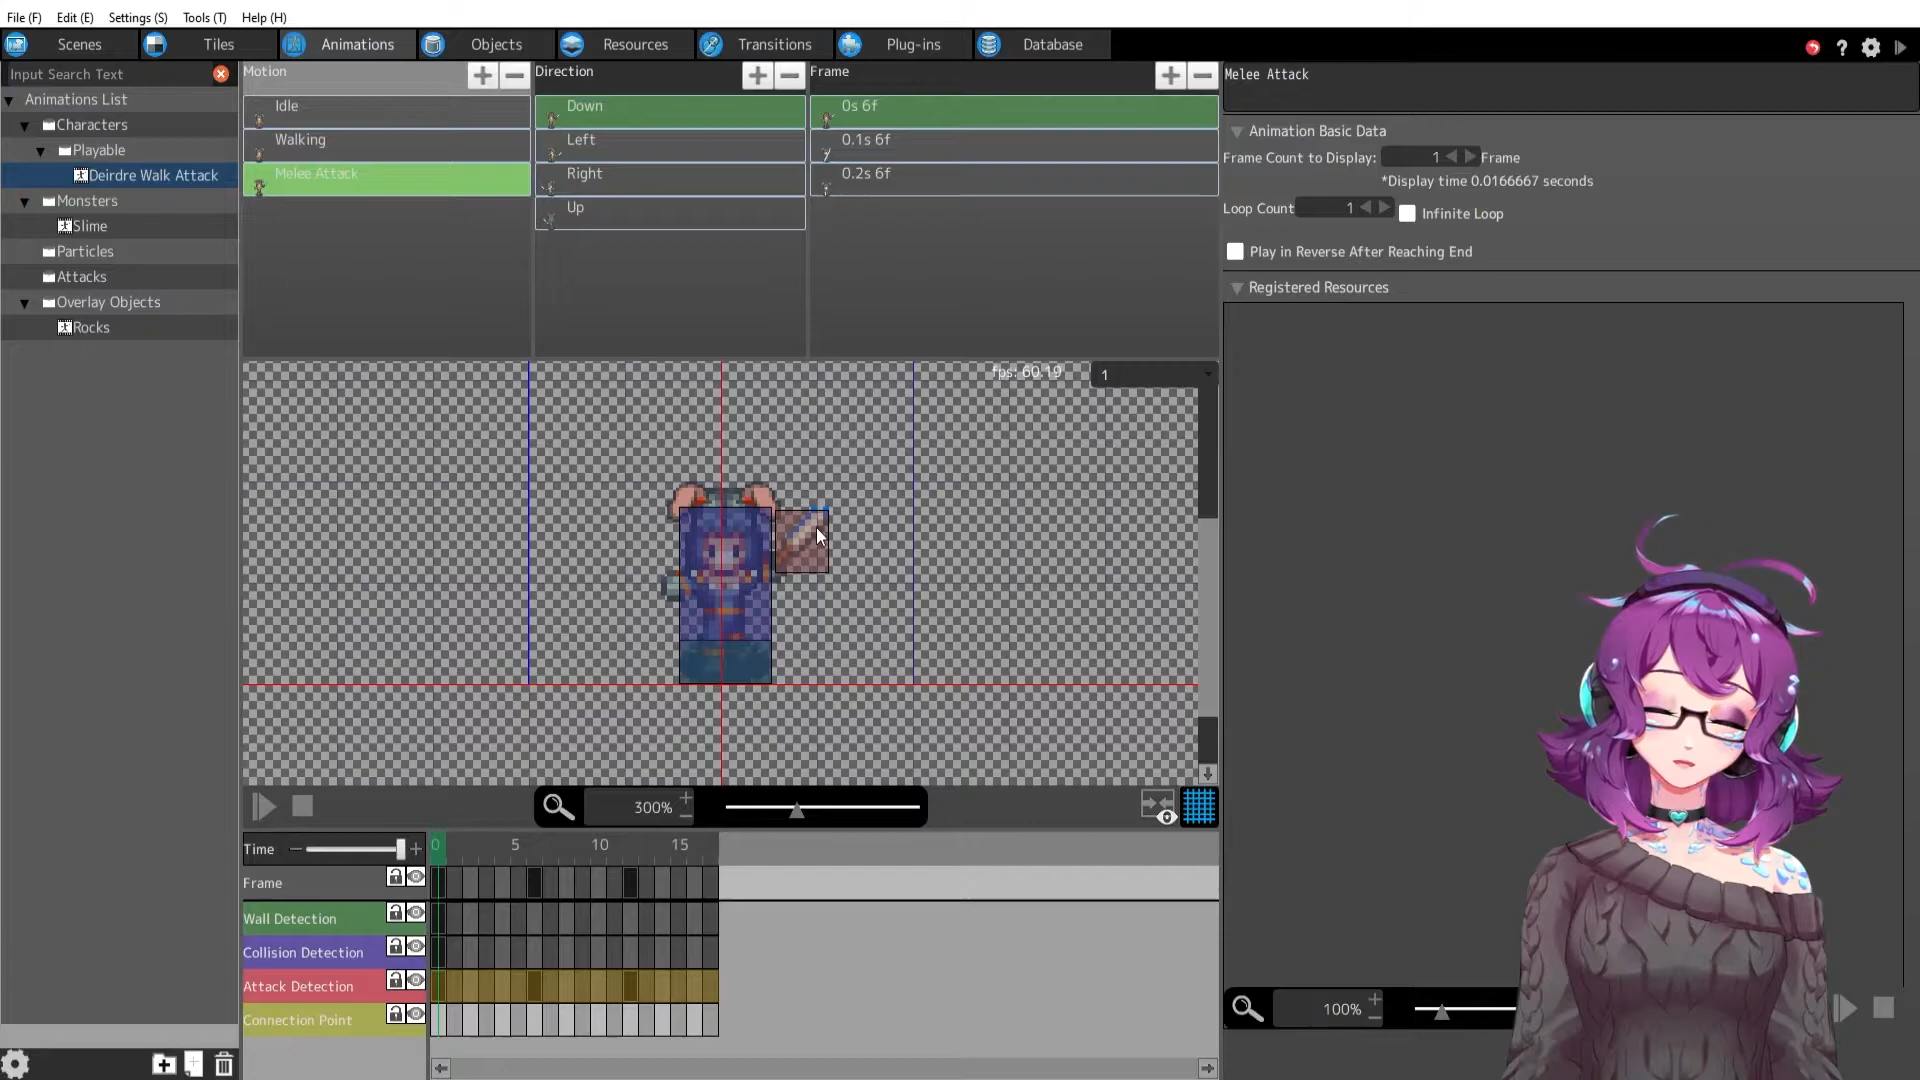 File (F) Edit (E) Settings (S) Tools (T) Help (H)
Scenes Tiles Animations Objects Resources Transitions Plug-ins Database
Input Search Text
Animations List
Characters
Playable
Deirdre Walk Attack
Monsters
Slime
Particles
Attacks
Overlay Objects
Rocks
Motion
Idle
Walking
Melee Attack
Direction
Down
Left
Right
Up
Frame
0s 6f
0.1s 6f
0.2s 6f
Melee Attack
Animation Basic Data
Frame Count to Display: 1 Frame
*Display time 0.0166667 seconds
Loop Count 1 Infinite Loop
Play in Reverse After Reaching End
Registered Resources
fps: 60.19 1
300%
Time 0 5 10 15
Frame
Wall Detection
Collision Detection
Attack Detection
Connection Point
100%